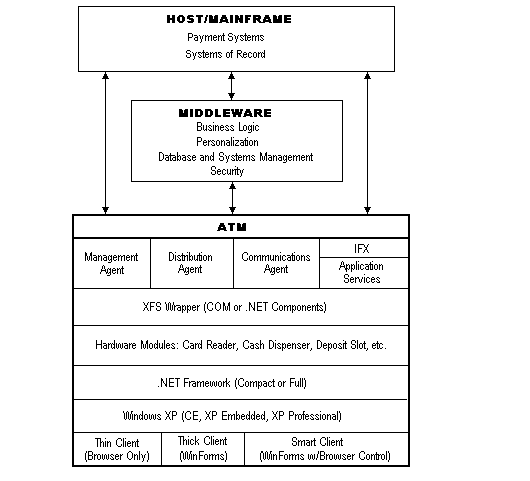 HOST/MAINFRAME
Payment Systems
Systems of Record
MIDDLEWARE
Business Logic
Personalization
Database and Systems Management
Security
ATM
Management
Agent
Distribution
Agent
Communications
Agent
IFX
Application
Services
XFS Wrapper (COM or .NET Components)
Hardware Modules: Card Reader, Cash Dispenser, Deposit Slot, etc.
.NET Framework (Compact or Full)
Windows XP (CE, XP Embedded, XP Professional)
Thin Client
(Browser Only)
Thick Client
(WinForms)
Smart Client
(WinForms w/Browser Control)